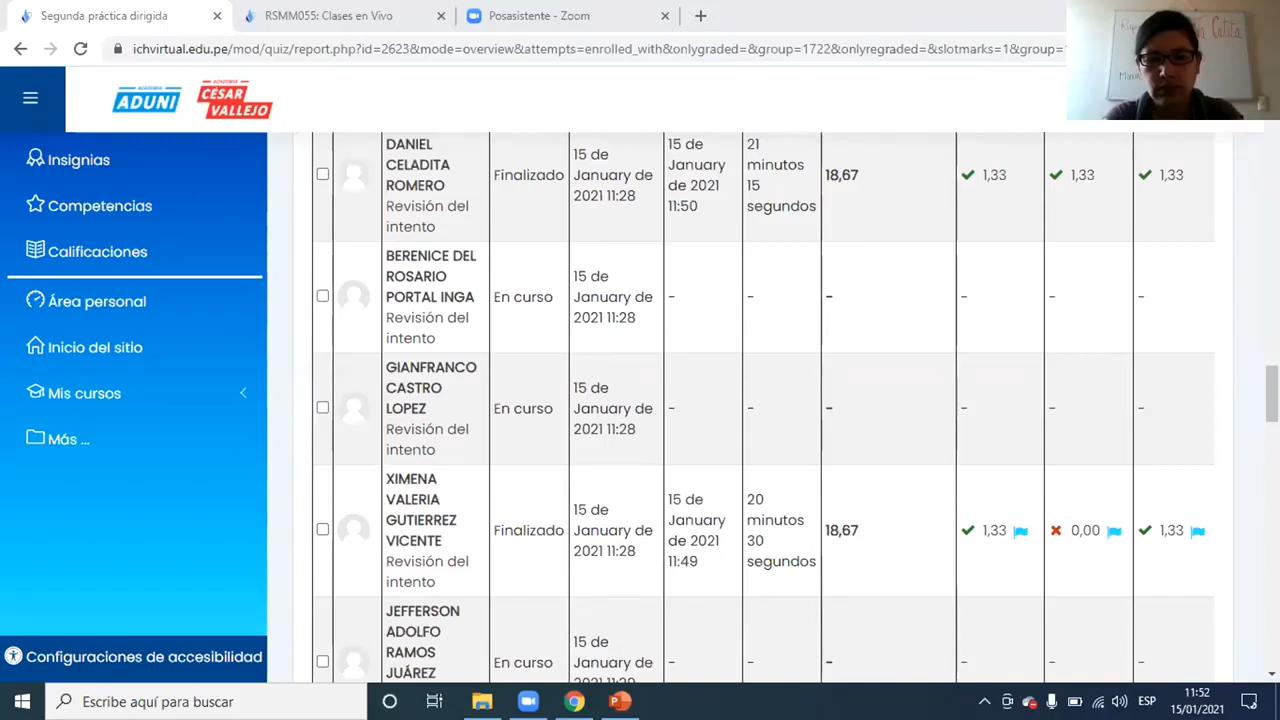 Segunda práctica dirigida
RSMM055: Clases en Vivo
Posasistente - Zoom
ichvirtual.edu.pe/mod/quiz/report.php?id=2623&mode=overview&attempts=enrolled_with&onlygraded=&group=1722&onlyregraded=&slotmarks=1&group=
ACADEMIA
ADUNI
ACADEMIA
CÉSAR
VALLEJO
Insignias
Competencias
Calificaciones
Área personal
Inicio del sitio
Mis cursos
Más ...
Configuraciones de accesibilidad
DANIEL
CELADITA
ROMERO
Revisión del
intento
Finalizado
15 de
January de
2021 11:28
15 de
January
de 2021
11:50
21
minutos
15
segundos
18,67
1,33
1,33
1,33
BERENICE DEL
ROSARIO
PORTAL INGA
Revisión del
intento
En curso
15 de
January de
2021 11:28
-
-
-
-
-
-
GIANFRANCO
CASTRO
LOPEZ
Revisión del
intento
En curso
15 de
January de
2021 11:28
-
-
-
-
-
-
XIMENA
VALERIA
GUTIERREZ
VICENTE
Revisión del
intento
Finalizado
15 de
January de
2021 11:28
15 de
January
de 2021
11:49
20
minutos
30
segundos
18,67
1,33
0,00
1,33
JEFFERSON
ADOLFO
RAMOS
JUÁREZ
En curso
15 de
January de
-
-
-
-
-
-
Escribe aquí para buscar
ESP
11:52
15/01/2021